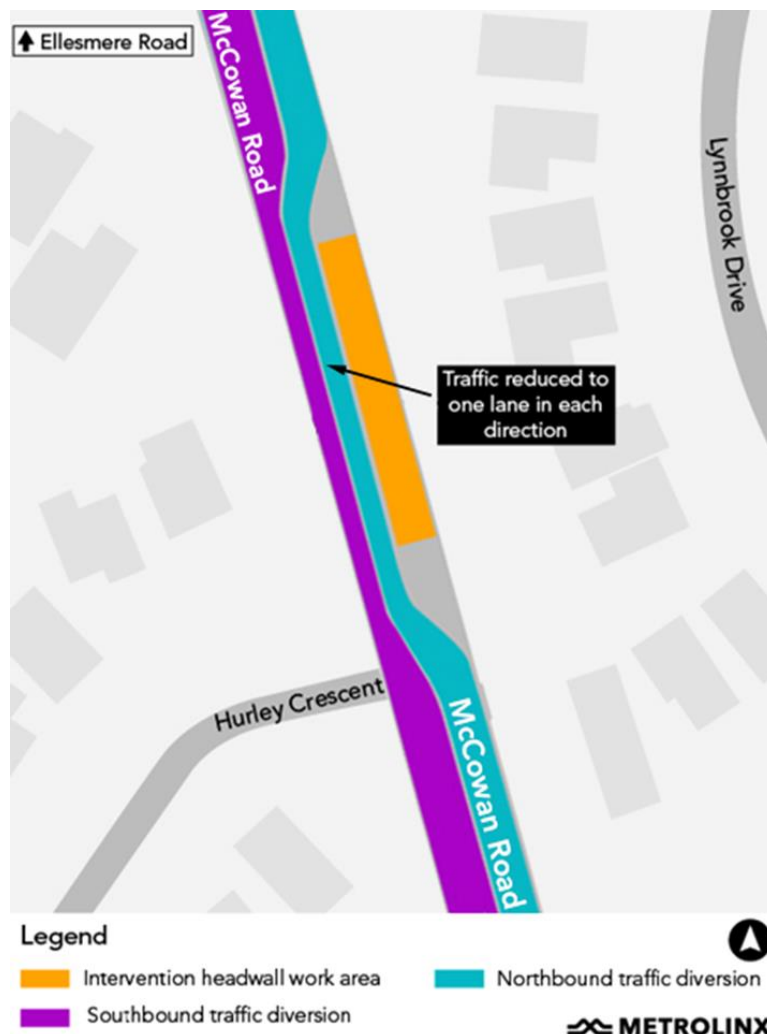 Ellesmere Road
McCowan Road
Lynnbrook Drive
Traffic reduced to
one lane in each
direction
Hurley Crescent
McCowan Road
Legend
Intervention headwall work area
Northbound traffic diversion
Southbound traffic diversion
METROLINX